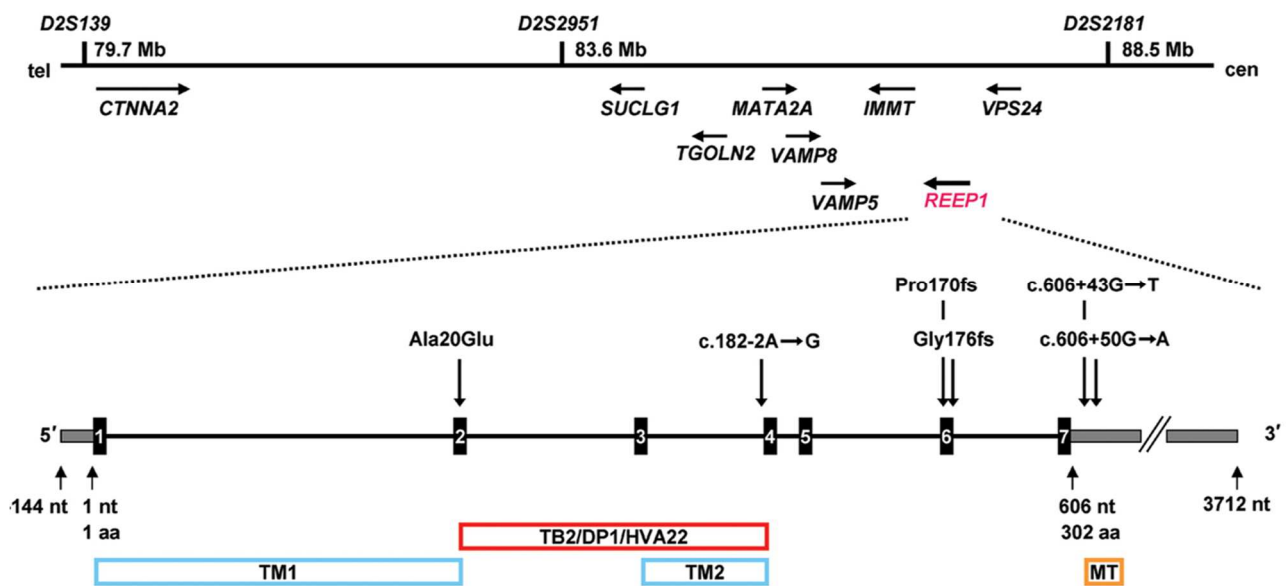 D2S139 D2S2951 D2S2181
79.7 Mb 83.6 Mb 88.5 Mb
tel cen
CTNNA2 SUCLG1 MATA2A IMMT VPS24
TGOLN2 VAMP8
VAMP5 REEP1
Pro170fs c.606+43G→T
Ala20Glu c.182-2A→G Gly176fs c.606+50G→A
5′ 1 2 3 4 5 6 7 3′
-144 nt 1 nt 606 nt 3712 nt
1 aa 302 aa
TB2/DP1/HVA22
TM1 TM2 MT